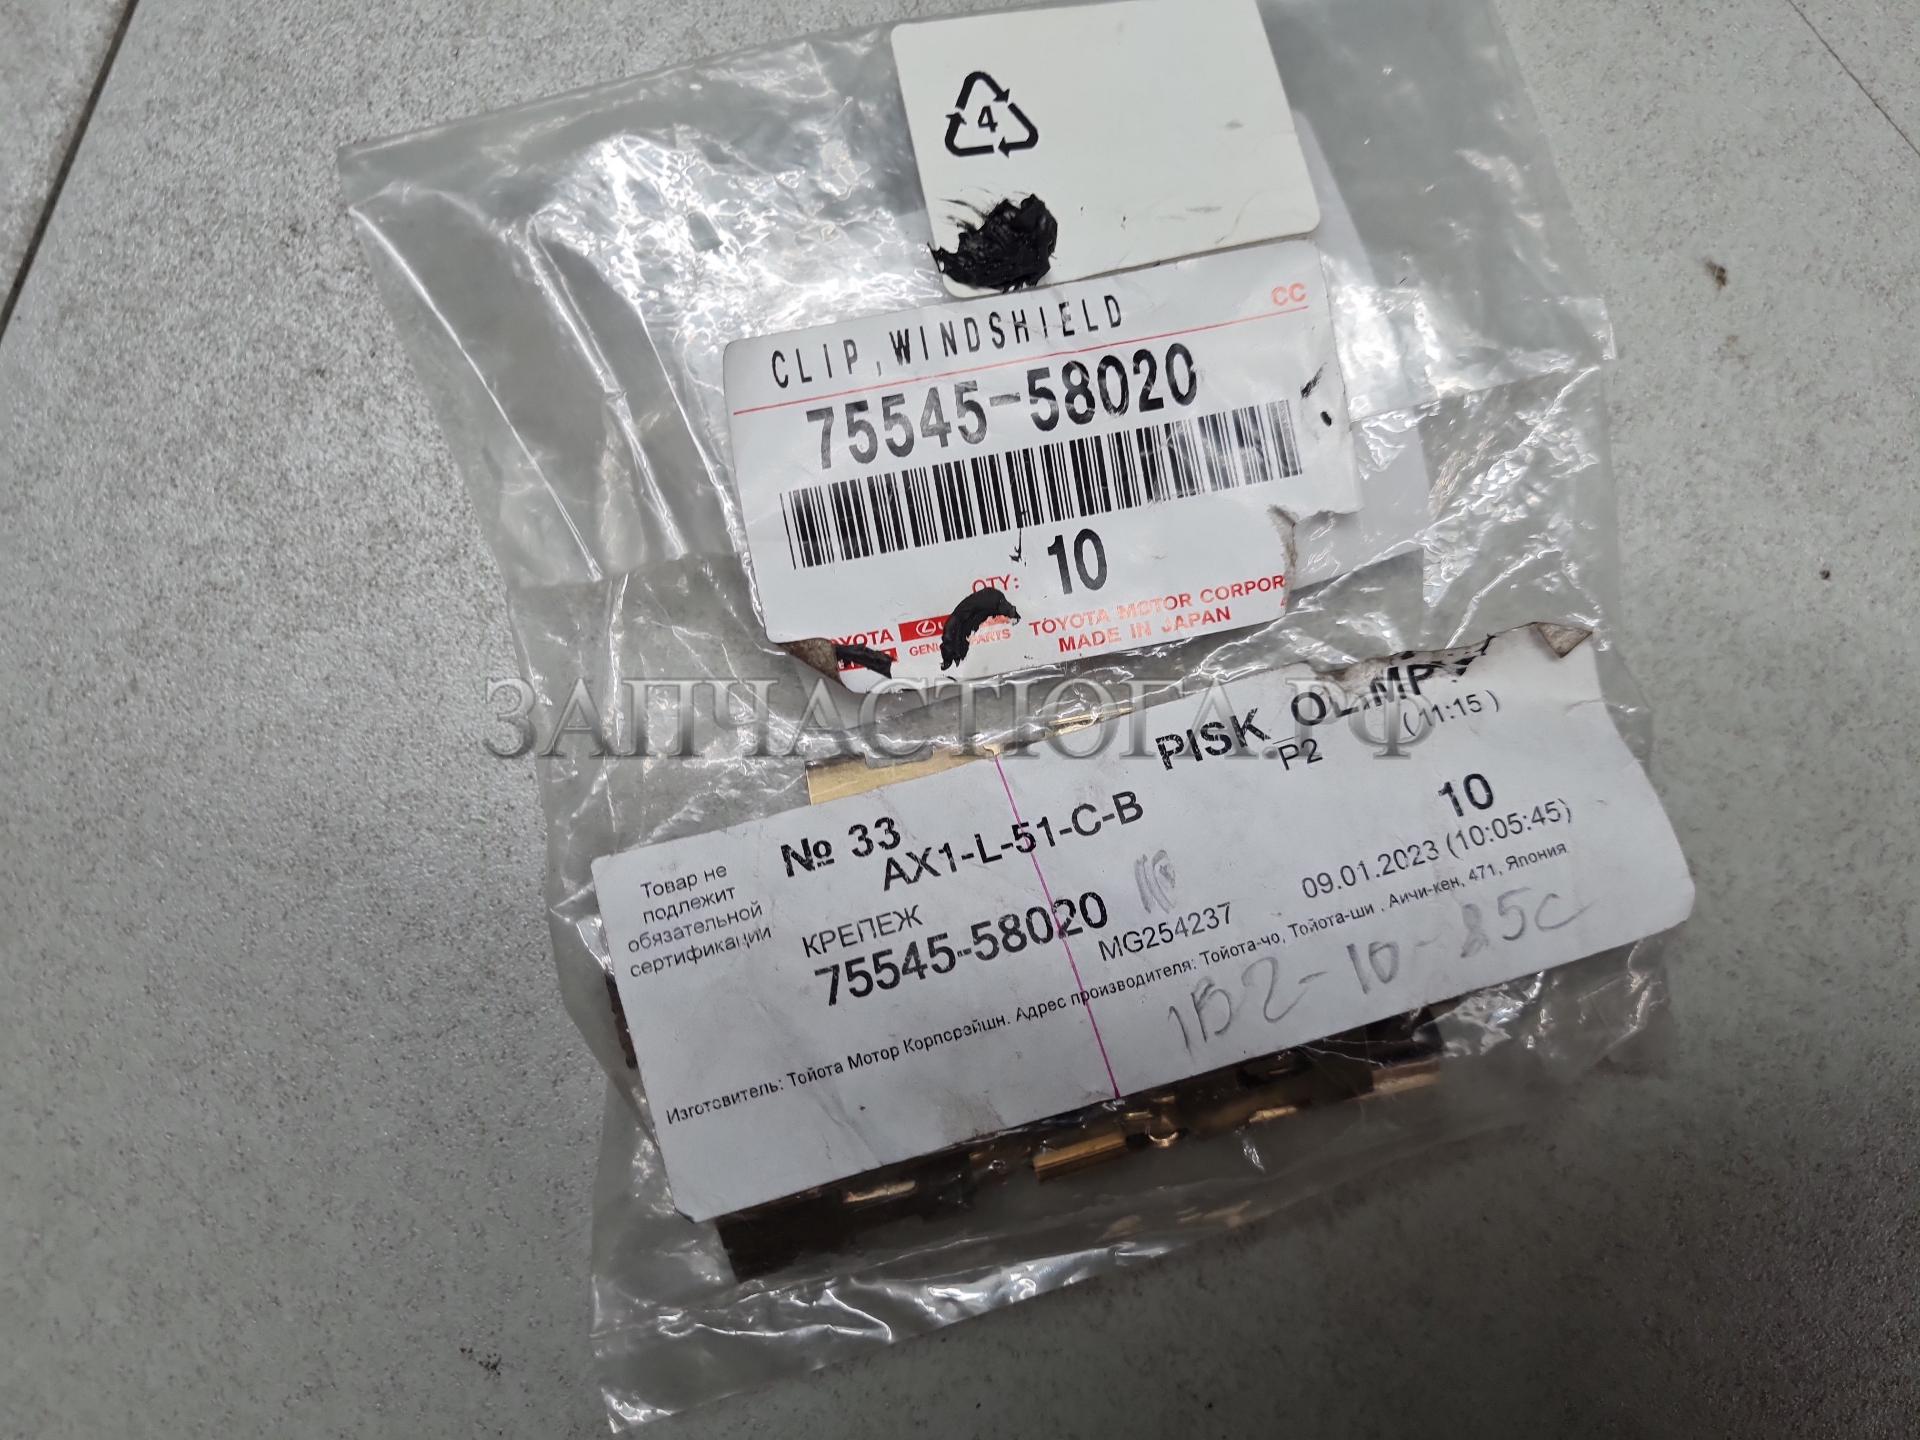 4
CLIP, WINDSHIELD
CC
75545-58020
QTY: 10
TOYOTA MOTOR CORPOR
MADE IN JAPAN
PARTS
ЗАПЧАСТЮГА.РФ
PISK_OLIMP
P2 (11:15)
№ 33
AX1-L-51-C-B
10
Товар не
подлежит
обязательной
сертификации
КРЕПЕЖ
75545-58020
MG254237
09.01.2023 (10:05:45)
Изготовитель: Тойота Мотор Корпорэйшн. Адрес производителя: Тойота-чо, Тойота-ши , Аичи-кен, 471, Япония